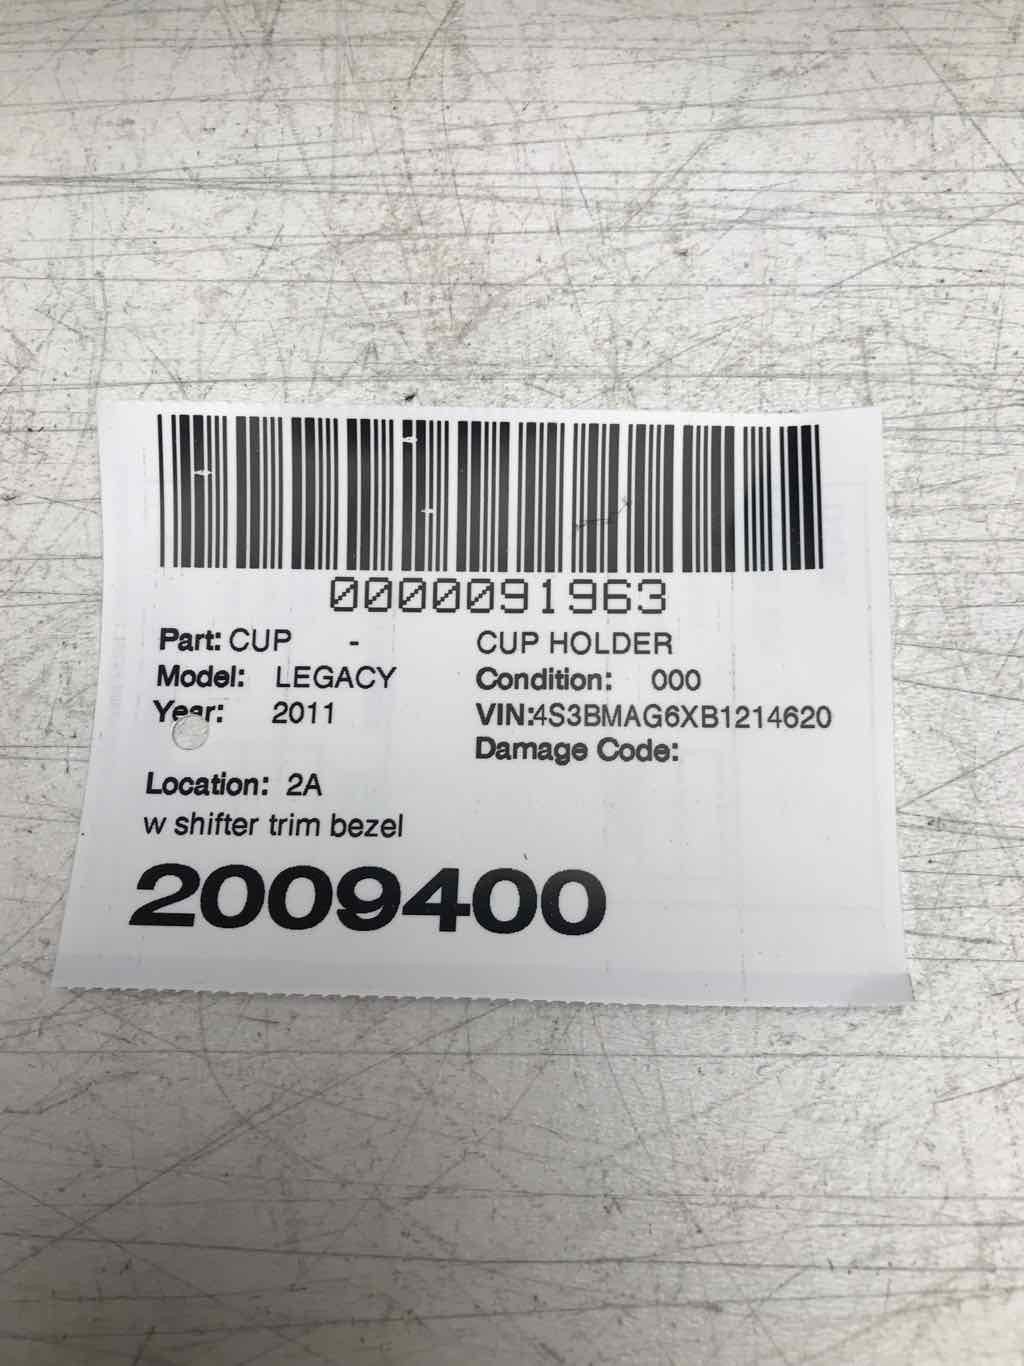 0000091963
Part: CUP - CUP HOLDER
Model: LEGACY Condition: 000
Year: 2011 VIN:4S3BMAG6XB1214620
Damage Code:
Location: 2A
w shifter trim bezel
2009400